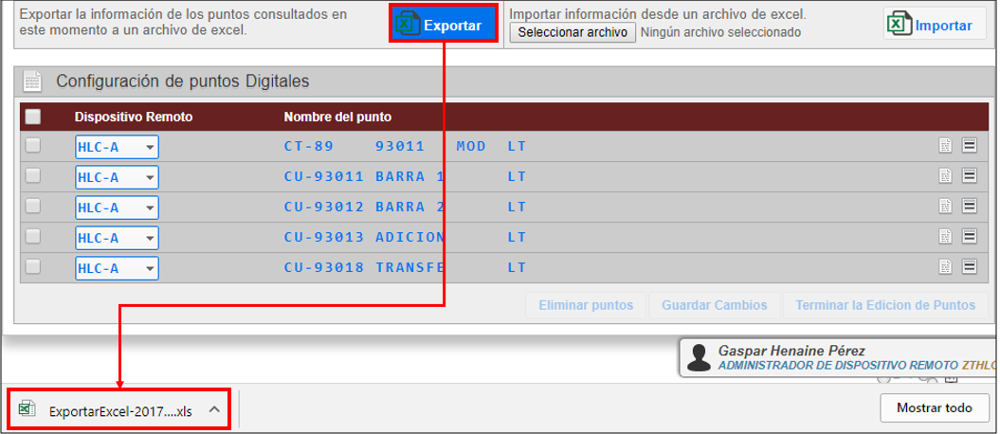 Exportar la información de los puntos consultados en
este momento a un archivo de excel.
Exportar
Importar información desde un archivo de excel.
Seleccionar archivo Ningún archivo seleccionado
Importar
Configuración de puntos Digitales
Dispositivo Remoto Nombre del punto
HLC-A CT-89 93011 MOD LT
HLC-A CU-93011 BARRA 1 LT
HLC-A CU-93012 BARRA 2 LT
HLC-A CU-93013 ADICION LT
HLC-A CU-93018 TRANSFE LT
Eliminar puntos Guardar Cambios Terminar la Edicion de Puntos
Gaspar Henaine Pérez
ADMINISTRADOR DE DISPOSITIVO REMOTO ZTHLC
ExportarExcel-2017....xls
Mostrar todo